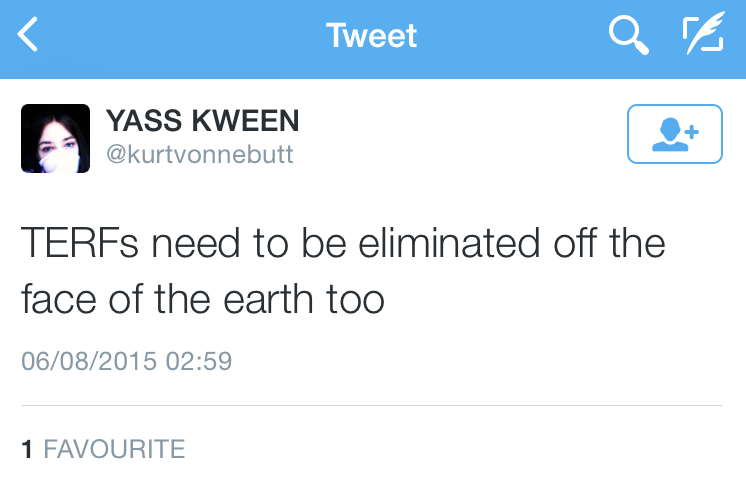 Tweet
YASS KWEEN
@kurtvonnebutt
TERFs need to be eliminated off the
face of the earth too
06/08/2015 02:59
1 FAVOURITE